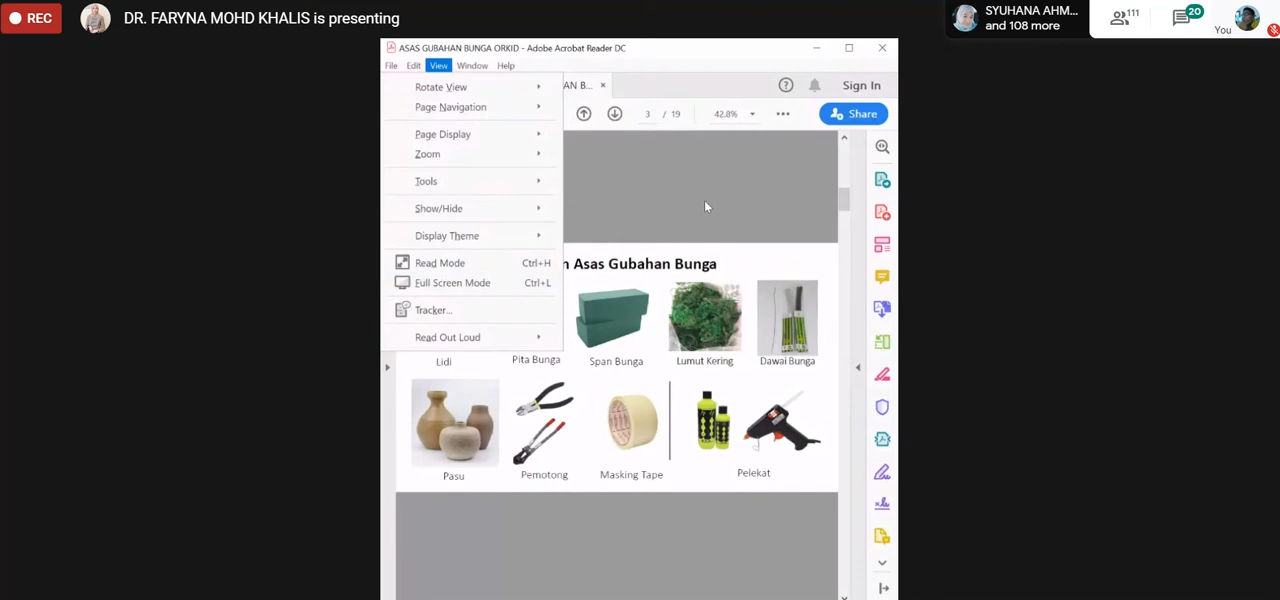 REC
DR. FARYNA MOHD KHALIS is presenting
SYUHANA AHM...
and 108 more
111
20
You
ASAS GUBAHAN BUNGA ORKID - Adobe Acrobat Reader DC
File Edit View Window Help
AN B... ×
Sign In
3 / 19
42.8%
Share
Rotate View
Page Navigation
Page Display
Zoom
Tools
Show/Hide
Display Theme
Read Mode Ctrl+H
Full Screen Mode Ctrl+L
Tracker...
Read Out Loud
n Asas Gubahan Bunga
Lidi Pita Bunga Span Bunga Lumut Kering Dawai Bunga
Pasu Pemotong Masking Tape Pelekat